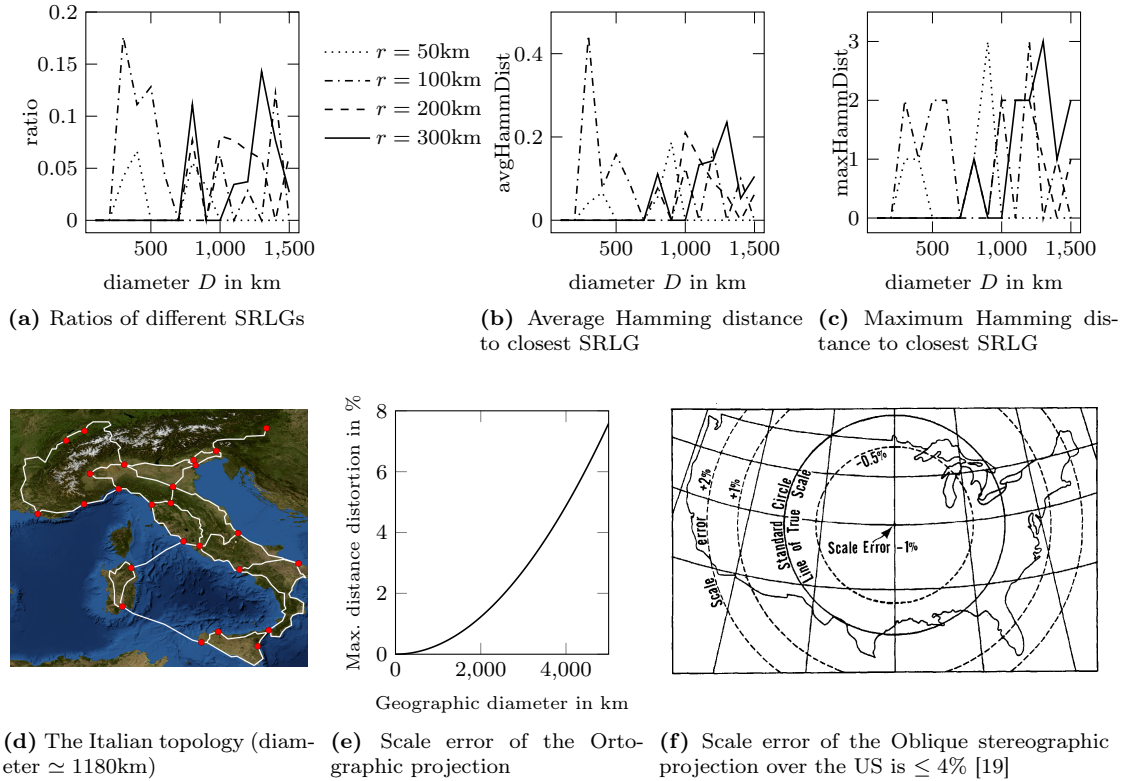 0.2
0.15
0.1
0.05
0
ratio
500
1,000
1,500
diameter D in km
r = 50km
r = 100km
r = 200km
r = 300km
0.4
0.2
0
avgHammDist
500
1,000
1,500
diameter D in km
3
2
1
0
maxHammDist
500
1,000
1,500
diameter D in km
(a) Ratios of different SRLGs
(b) Average Hamming distance
to closest SRLG
(c) Maximum Hamming dis-
tance to closest SRLG
8
6
4
2
0
Max. distance distortion in %
0
2,000
4,000
Geographic diameter in km
+2%
+1%
-0.5%
Standard Circle
Line of True Scale
Scale Error -1%
Scale error
(d) The Italian topology (diam-
eter ≃ 1180km)
(e) Scale error of the Orto-
graphic projection
(f) Scale error of the Oblique stereographic
projection over the US is ≤ 4% [19]